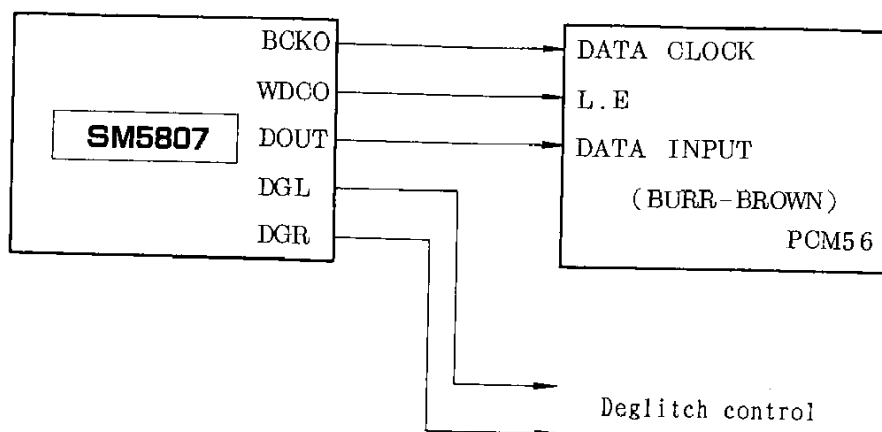 BCKO
WDCO
SM5807
DOUT
DGL
DGR
DATA CLOCK
L.E
DATA INPUT
(BURR-BROWN)
PCM56
Deglitch control